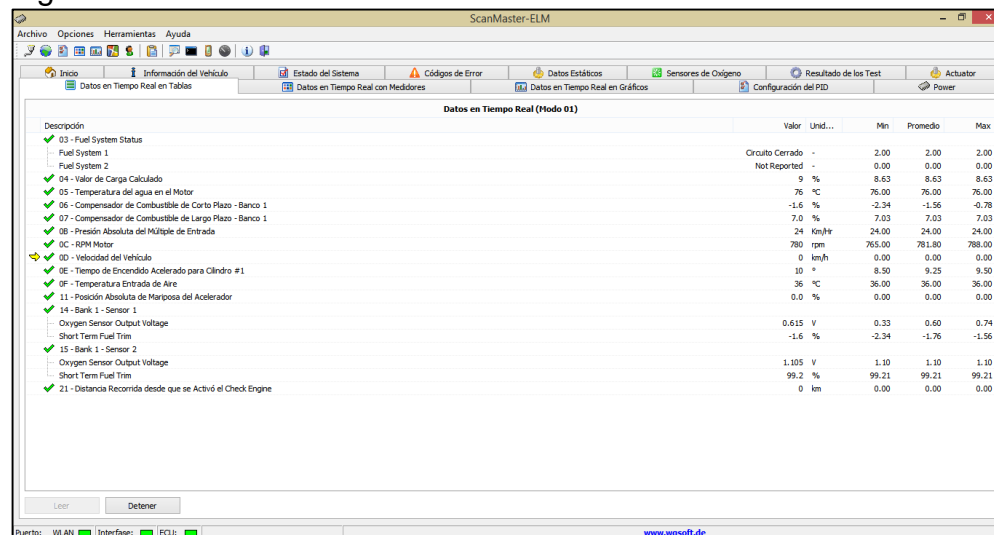 ScanMaster-ELM
Archivo Opciones Herramientas Ayuda
Inicio Información del Vehículo Estado del Sistema Códigos de Error Datos Estáticos Sensores de Oxígeno Resultado de los Test Actuator
Datos en Tiempo Real en Tablas Datos en Tiempo Real con Medidores Datos en Tiempo Real en Gráficos Configuración del PID Power
Datos en Tiempo Real (Modo 01)
Descripción Valor Unid... Min Promedio Max
03 - Fuel System Status
Fuel System 1 Circuito Cerrado - 2.00 2.00 2.00
Fuel System 2 Not Reported - 0.00 0.00 0.00
04 - Valor de Carga Calculado 9 % 8.63 8.63 8.63
05 - Temperatura del agua en el Motor 76 ºC 76.00 76.00 76.00
06 - Compensador de Combustible de Corto Plazo - Banco 1 -1.6 % -2.34 -1.56 -0.78
07 - Compensador de Combustible de Largo Plazo - Banco 1 7.0 % 7.03 7.03 7.03
0B - Presión Absoluta del Múltiple de Entrada 24 Km/Hr 24.00 24.00 24.00
0C - RPM Motor 780 rpm 765.00 781.80 788.00
0D - Velocidad del Vehículo 0 km/h 0.00 0.00 0.00
0E - Tiempo de Encendido Acelerado para Cilindro #1 10 º 8.50 9.25 9.50
0F - Temperatura Entrada de Aire 36 ºC 36.00 36.00 36.00
11 - Posición Absoluta de Mariposa del Acelerador 0.0 % 0.00 0.00 0.00
14 - Bank 1 - Sensor 1
Oxygen Sensor Output Voltage 0.615 V 0.33 0.60 0.74
Short Term Fuel Trim -1.6 % -2.34 -1.76 -1.56
15 - Bank 1 - Sensor 2
Oxygen Sensor Output Voltage 1.105 V 1.10 1.10 1.10
Short Term Fuel Trim 99.2 % 99.21 99.21 99.21
21 - Distancia Recorrida desde que se Activó el Check Engine 0 km 0.00 0.00 0.00
Leer Detener
Puerto: WLAN Interfase: ECU: www.wgsoft.de